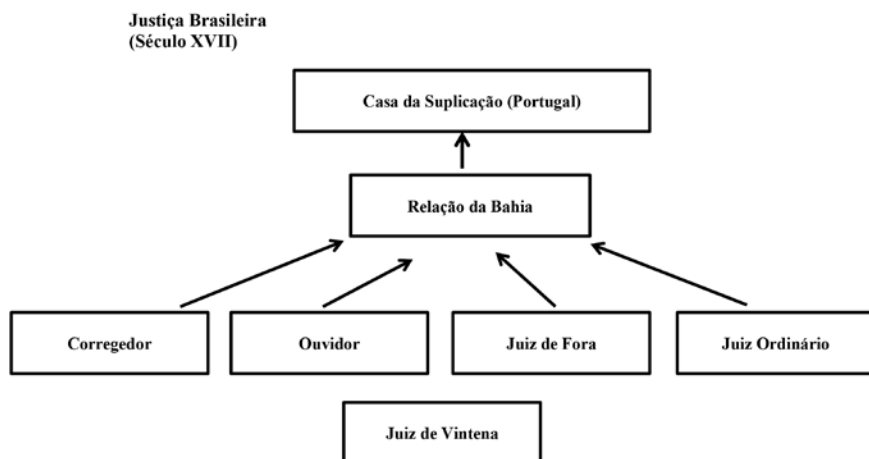 Justiça Brasileira
(Século XVII)
Casa da Suplicação (Portugal)
Relação da Bahia
Corregedor
Ouvidor
Juiz de Fora
Juiz Ordinário
Juiz de Vintena